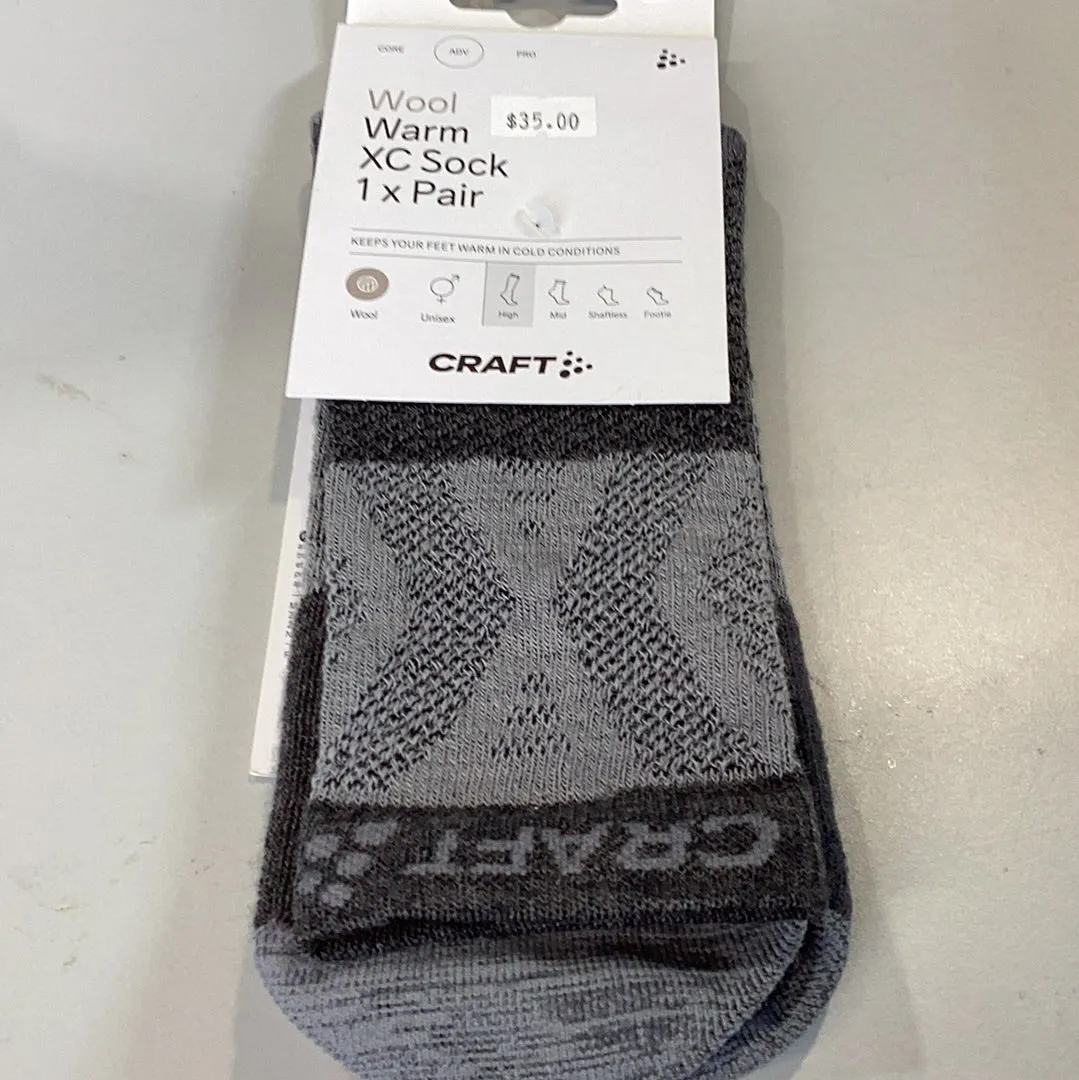 CORE ADV PRO
Wool
$35.00
Warm
XC Sock
1 x Pair
KEEPS YOUR FEET WARM IN COLD CONDITIONS
Wool Unisex High Mid Shaftless Footie
CRAFT
CRAFT